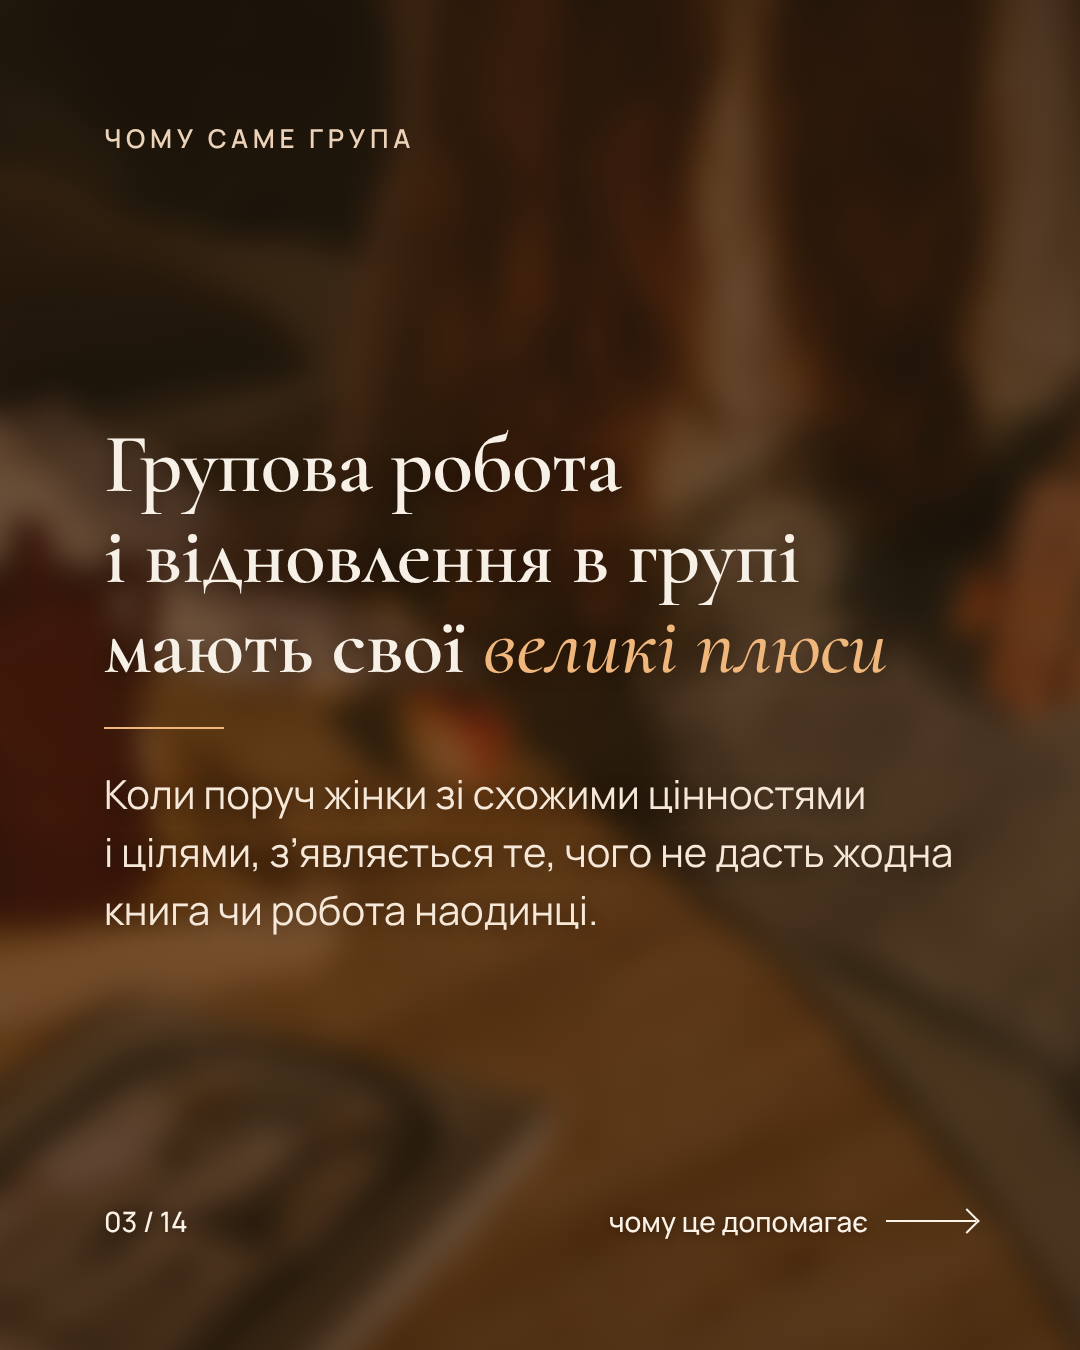 ЧОМУ САМЕ ГРУПА
Групова робота
і відновлення в групі
мають свої великі плюси
Коли поруч жінки зі схожими цінностями
і цілями, з’являється те, чого не дасть жодна
книга чи робота наодинці.
03 / 14
чому це допомагає